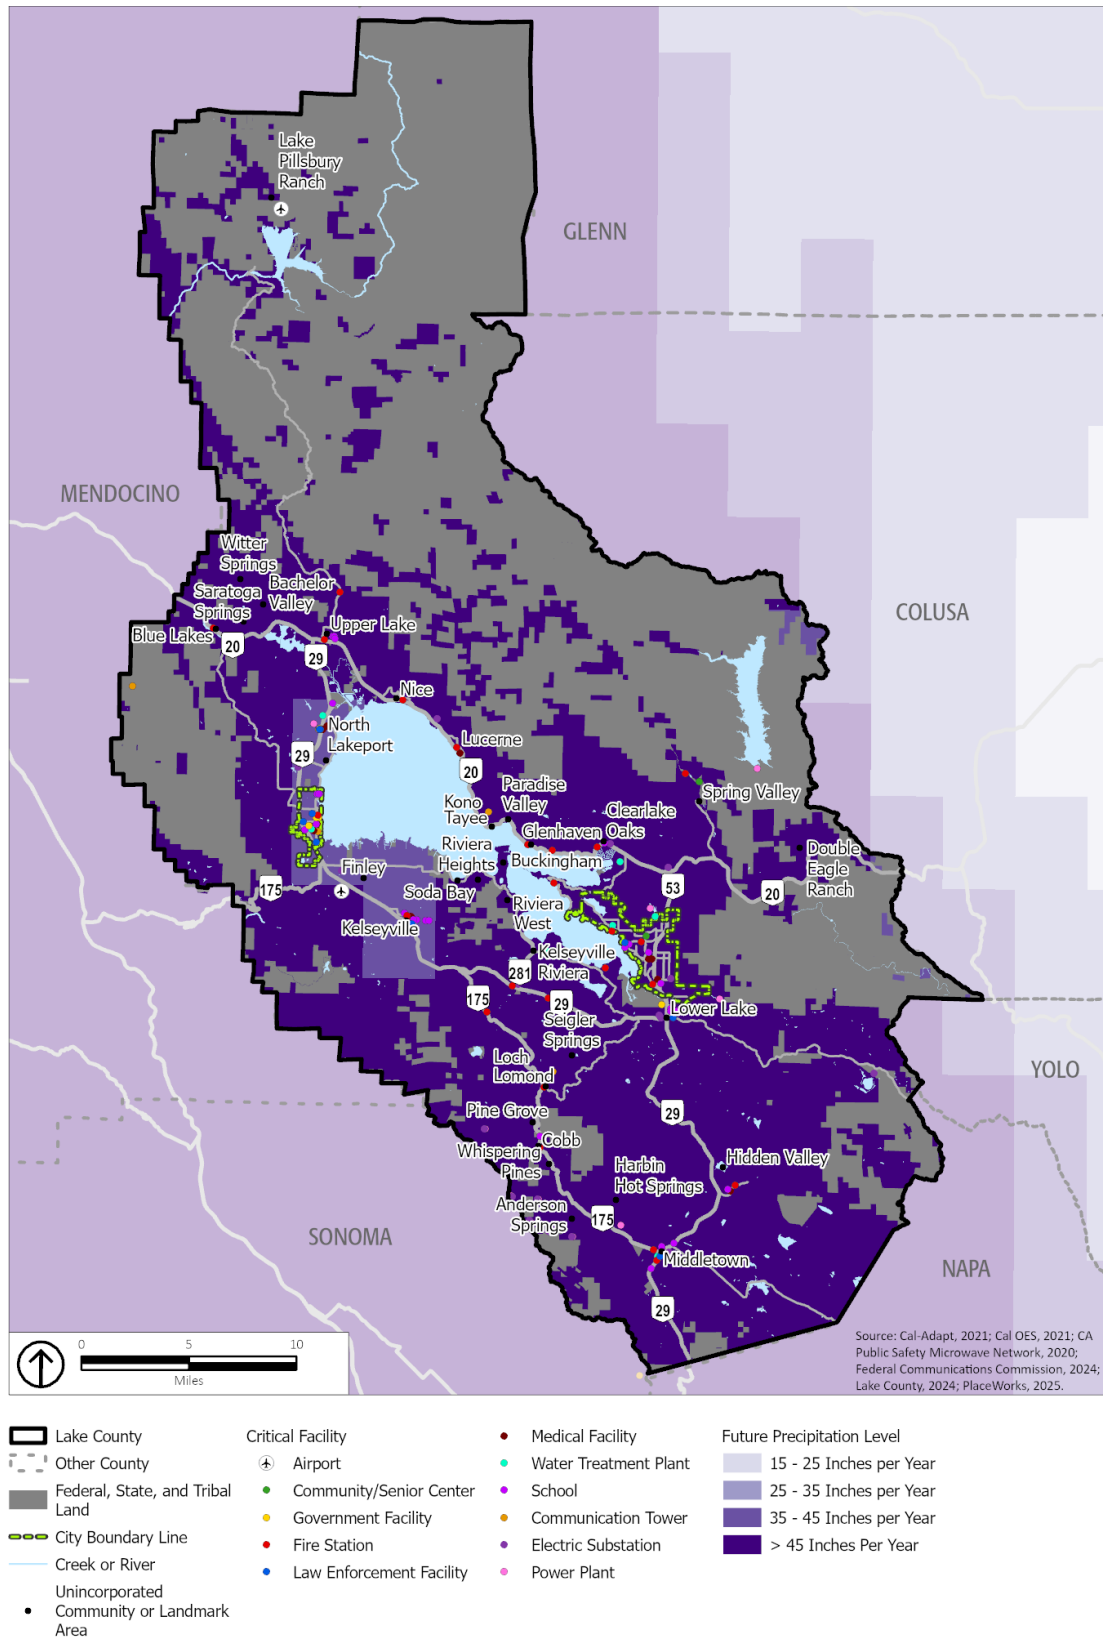 Lake
Pillsbury
Ranch
GLENN
MENDOCINO
Witter
Springs
Saratoga
Springs
Bachelor
Valley
COLUSA
Blue Lakes
Upper Lake
20
29
Nice
North
Lakeport
29
Lucerne
20
Paradise
Valley
Spring Valley
Kono
Tayee
Clearlake
Oaks
Glenhaven
Riviera
Heights
Buckingham
Double
Eagle
Ranch
Finley
175
Soda Bay
53
20
Riviera
West
Kelseyville
Kelseyville
Riviera
281
175
29
Lower Lake
Seigler
Springs
Loch
Lomond
YOLO
Pine Grove
29
Cobb
Whispering
Pines
Harbin
Hot Springs
Hidden Valley
Anderson
Springs
175
SONOMA
Middletown
NAPA
29
0 5 10
Miles
Source: Cal-Adapt, 2021; Cal OES, 2021; CA
Public Safety Microwave Network, 2020;
Federal Communications Commission, 2024;
Lake County, 2024; PlaceWorks, 2025.
Lake County
Other County
Federal, State, and Tribal
Land
City Boundary Line
Creek or River
Unincorporated
Community or Landmark
Area
Critical Facility
Airport
Community/Senior Center
Government Facility
Fire Station
Law Enforcement Facility
Medical Facility
Water Treatment Plant
School
Communication Tower
Electric Substation
Power Plant
Future Precipitation Level
15 - 25 Inches per Year
25 - 35 Inches per Year
35 - 45 Inches per Year
> 45 Inches Per Year